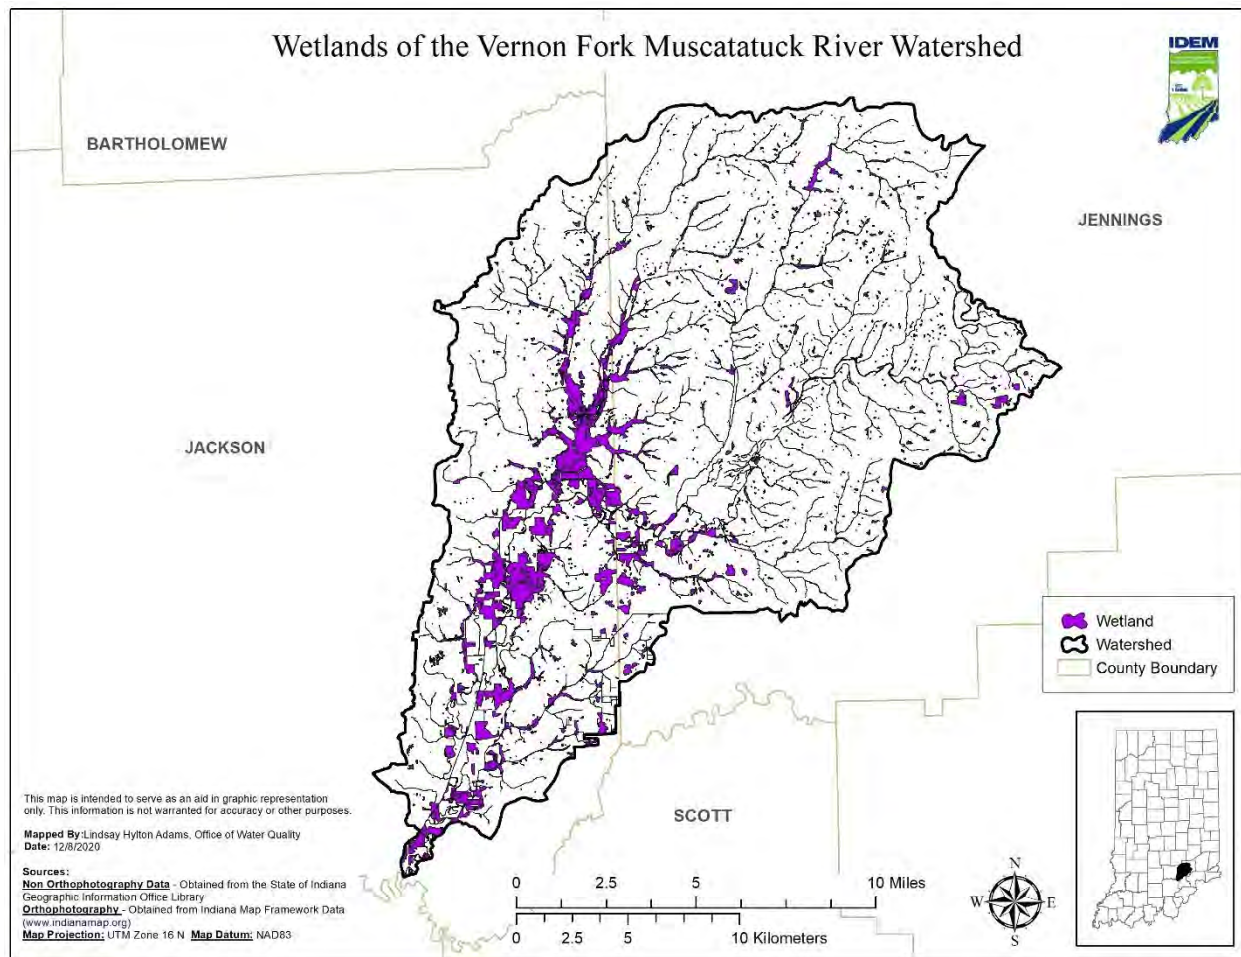 Wetlands of the Vernon Fork Muscatatuck River Watershed
IDEM
BARTHOLOMEW
JENNINGS
JACKSON
SCOTT
Wetland
Watershed
County Boundary
This map is intended to serve as an aid in graphic representation
only. This information is not warranted for accuracy or other purposes.
Mapped By:Lindsay Hylton Adams, Office of Water Quality
Date: 12/8/2020
Sources:
Non Orthophotography Data - Obtained from the State of Indiana
Geographic Information Office Library
Orthophotography - Obtained from Indiana Map Framework Data
(www.indianamap.org)
Map Projection: UTM Zone 16 N Map Datum: NAD83
0 2.5 5 10 Miles
0 2.5 5 10 Kilometers
N
W E
S